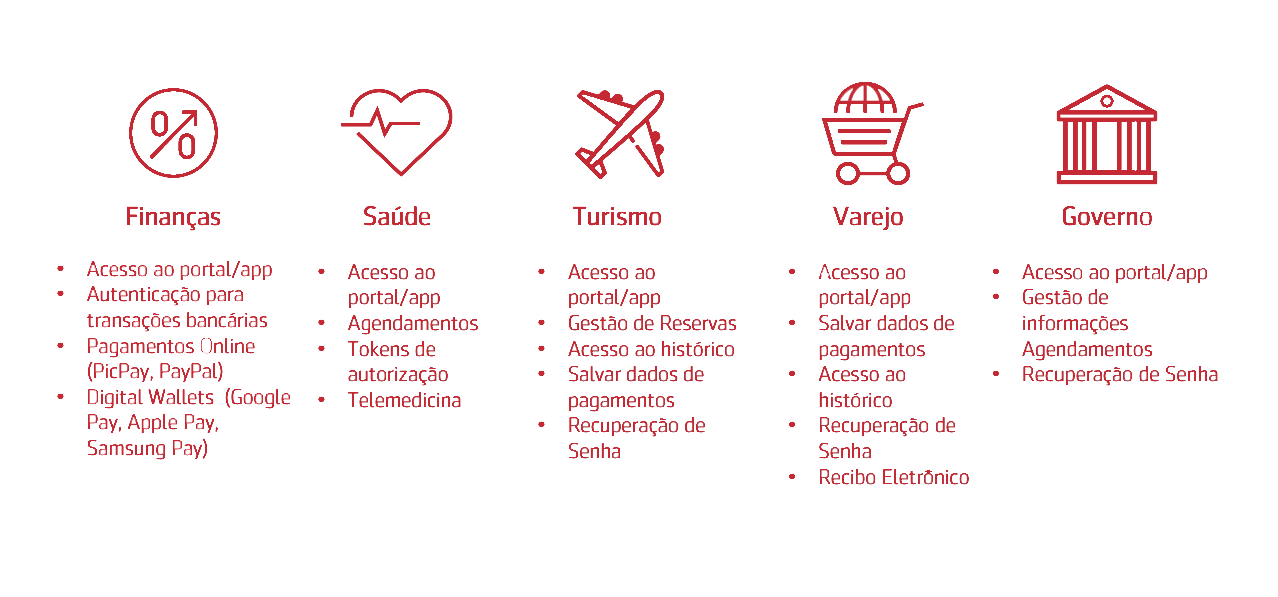 Finanças
• Acesso ao portal/app
• Autenticação para
transações bancárias
• Pagamentos Online
(PicPay, PayPal)
• Digital Wallets (Google
Pay, Apple Pay,
Samsung Pay)
Saúde
• Acesso ao
portal/app
• Agendamentos
• Tokens de
autorização
• Telemedicina
Turismo
• Acesso ao
portal/app
• Gestão de Reservas
• Acesso ao histórico
• Salvar dados de
pagamentos
• Recuperação de
Senha
Varejo
• Acesso ao
portal/app
• Salvar dados de
pagamentos
• Acesso ao
histórico
• Recuperação de
Senha
• Recibo Eletrônico
Governo
• Acesso ao portal/app
• Gestão de
informações
Agendamentos
• Recuperação de Senha